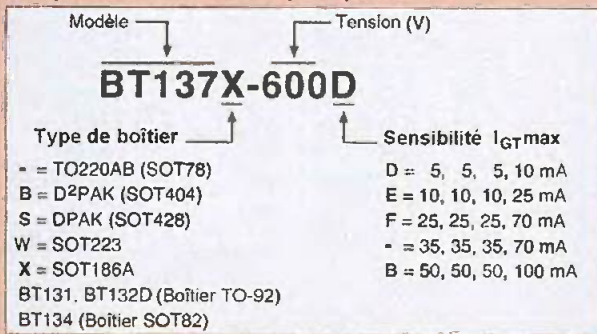 Modèle
Tension (V)
BT137X-600D
Type de boîtier
- = TO220AB (SOT78)
B = D²PAK (SOT404)
S = DPAK (SOT428)
W = SOT223
X = SOT186A
BT131, BT132D (Boîtier TO-92)
BT134 (Boîtier SOT82)
Sensibilité IGTmax
D = 5, 5, 5, 10 mA
E = 10, 10, 10, 25 mA
F = 25, 25, 25, 70 mA
- = 35, 35, 35, 70 mA
B = 50, 50, 50, 100 mA